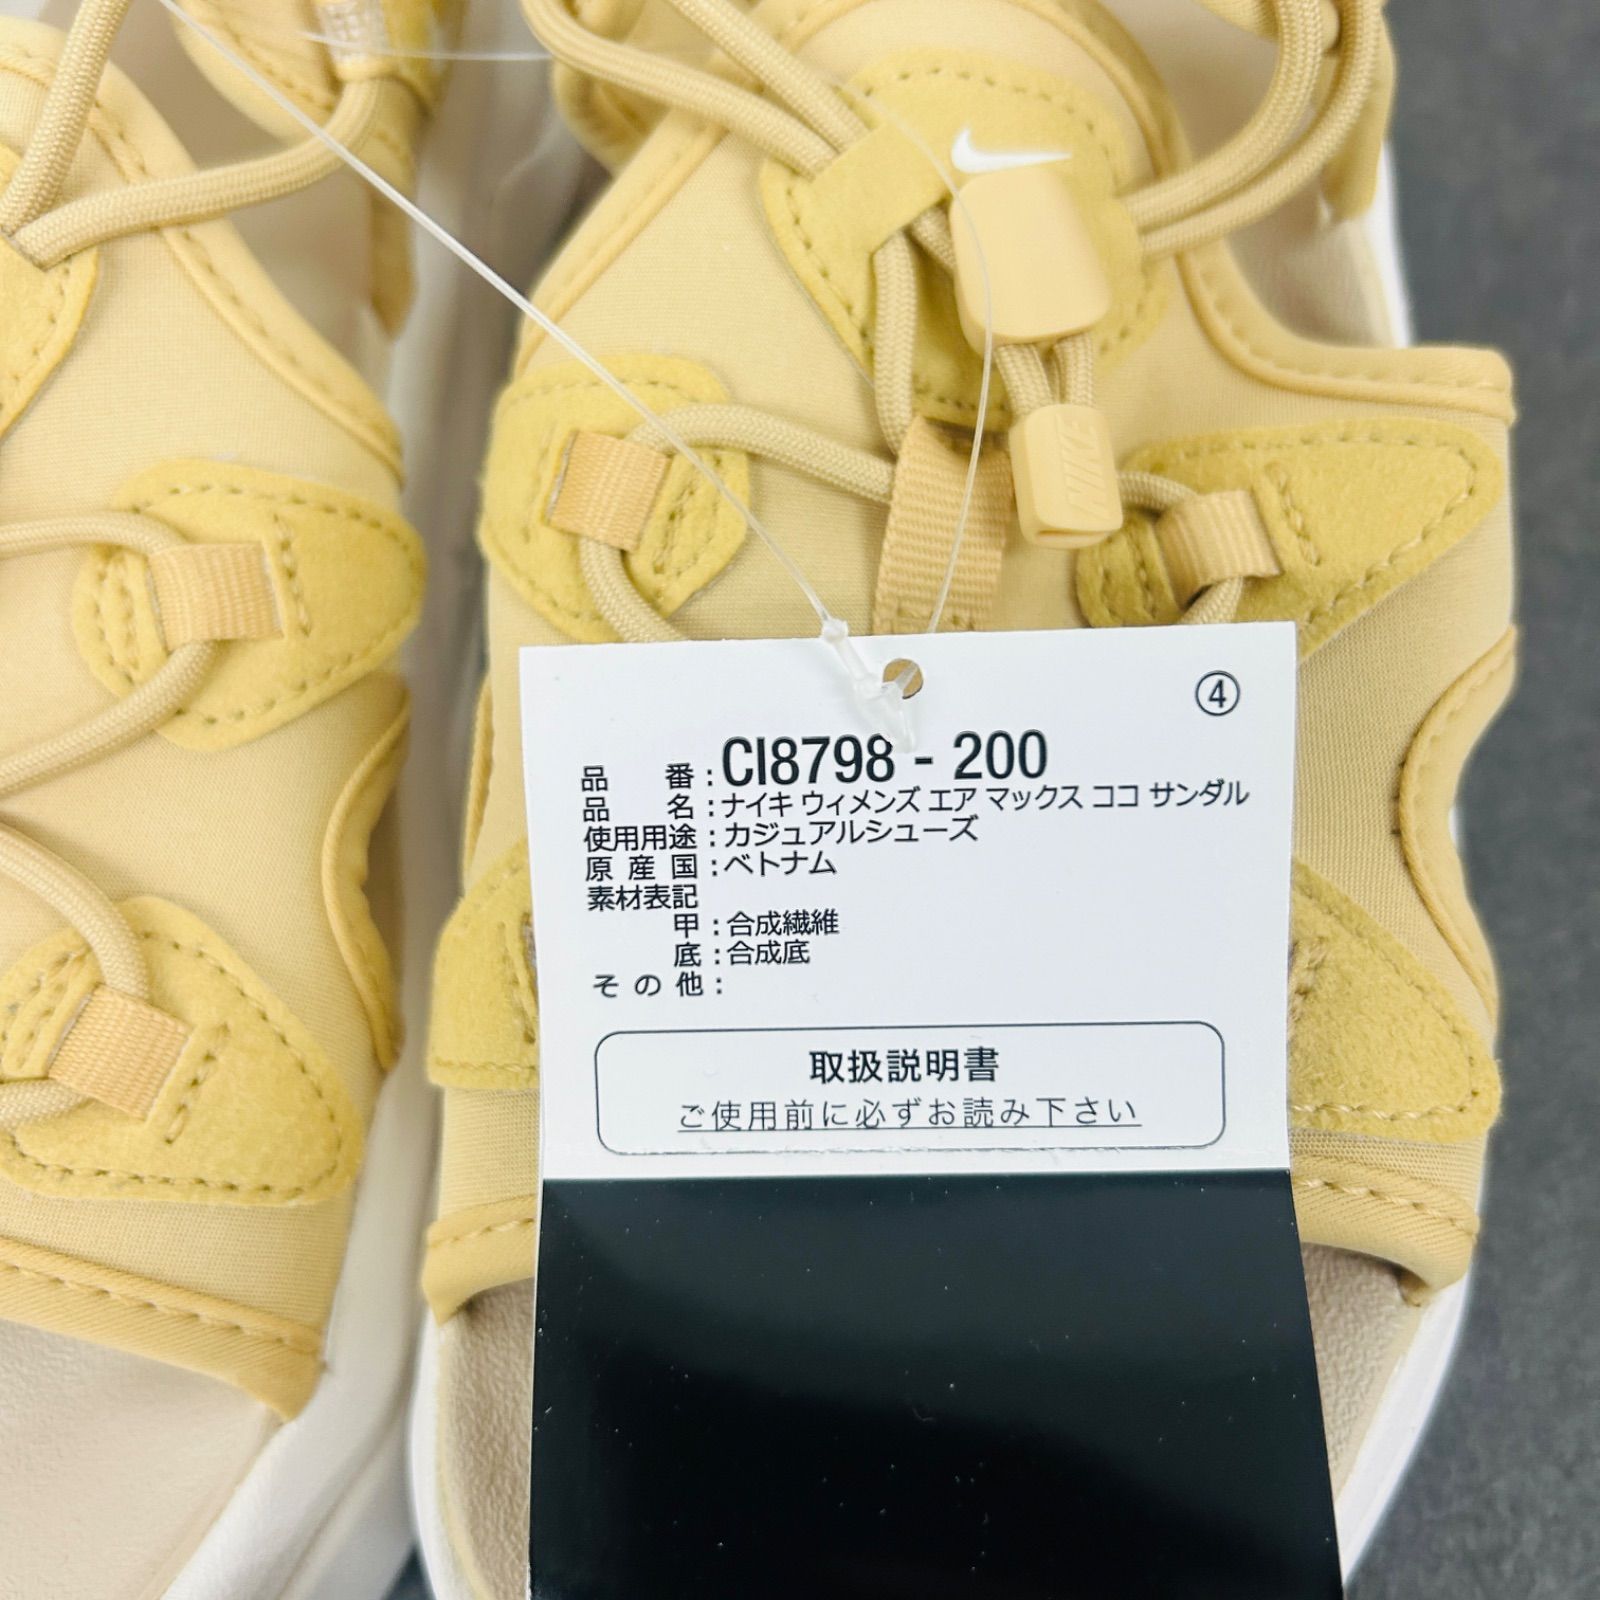 NIKE
④
品番:CI8798 - 200
品名:ナイキ ウィメンズ エア マックス ココ サンダル
使用用途:カジュアルシューズ
原産国:ベトナム
素材表記
甲:合成繊維
底:合成底
その他:
取扱説明書
ご使用前に必ずお読み下さい